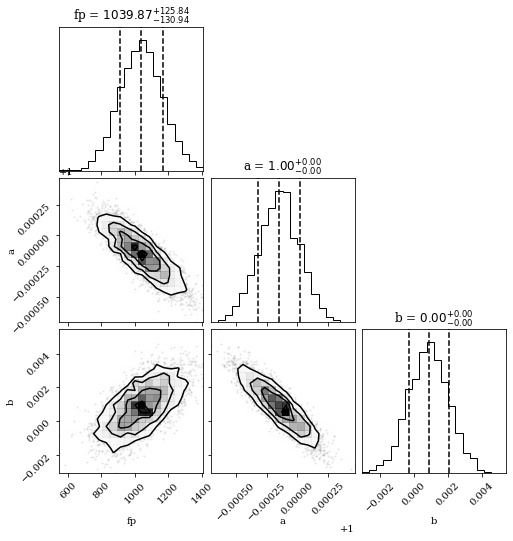 fp = 1039.87+125.84−130.94
+1
a = 1.00+0.00−0.00
a
0.00025
0.00000
−0.00025
−0.00050
b = 0.00+0.00−0.00
b
0.004
0.002
0.000
−0.002
600 800 1000 1200 1400
fp
−0.00050 −0.00025 0.00000 0.00025
a
+1
−0.002 0.000 0.002 0.004
b